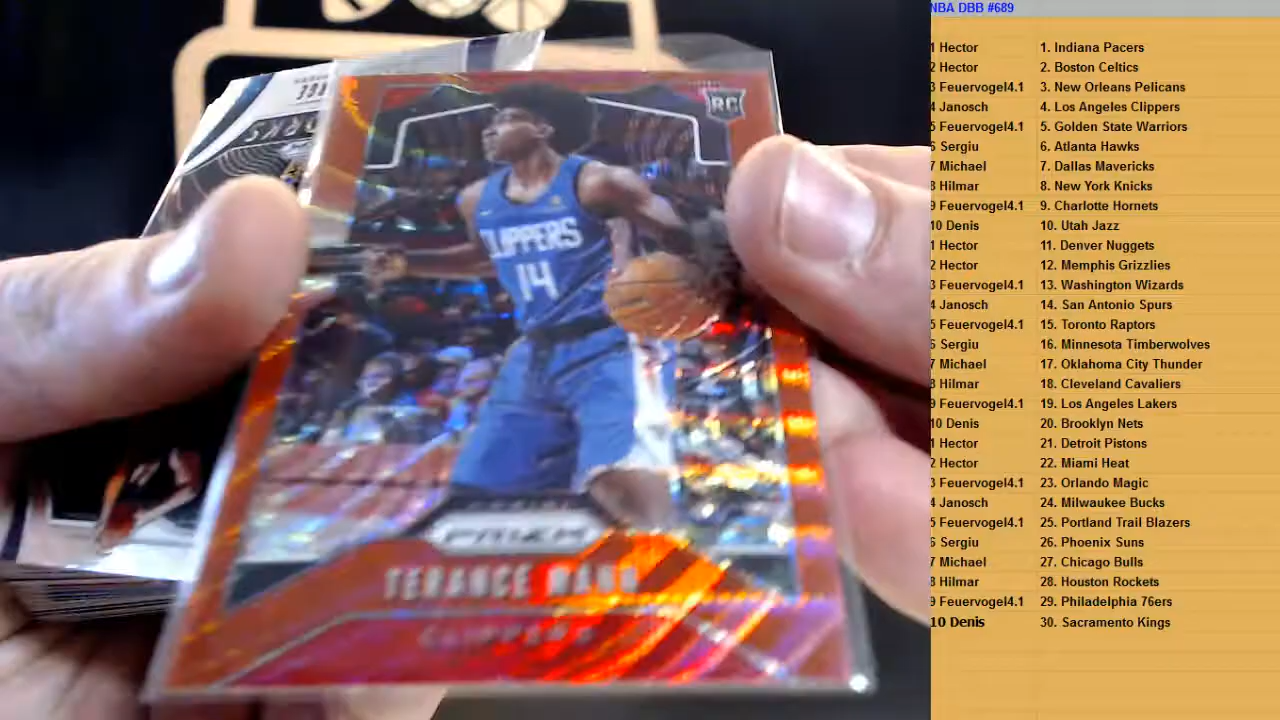 NBA DBB #689
1 Hector 1. Indiana Pacers
2 Hector 2. Boston Celtics
3 Feuervogel4.1 3. New Orleans Pelicans
4 Janosch 4. Los Angeles Clippers
5 Feuervogel4.1 5. Golden State Warriors
6 Sergiu 6. Atlanta Hawks
7 Michael 7. Dallas Mavericks
8 Hilmar 8. New York Knicks
9 Feuervogel4.1 9. Charlotte Hornets
10 Denis 10. Utah Jazz
1 Hector 11. Denver Nuggets
2 Hector 12. Memphis Grizzlies
3 Feuervogel4.1 13. Washington Wizards
4 Janosch 14. San Antonio Spurs
5 Feuervogel4.1 15. Toronto Raptors
6 Sergiu 16. Minnesota Timberwolves
7 Michael 17. Oklahoma City Thunder
8 Hilmar 18. Cleveland Cavaliers
9 Feuervogel4.1 19. Los Angeles Lakers
10 Denis 20. Brooklyn Nets
1 Hector 21. Detroit Pistons
2 Hector 22. Miami Heat
3 Feuervogel4.1 23. Orlando Magic
4 Janosch 24. Milwaukee Bucks
5 Feuervogel4.1 25. Portland Trail Blazers
6 Sergiu 26. Phoenix Suns
7 Michael 27. Chicago Bulls
8 Hilmar 28. Houston Rockets
9 Feuervogel4.1 29. Philadelphia 76ers
10 Denis 30. Sacramento Kings
RC
CLIPPERS
14
PRIZM
TERANCE MANN
CLIPPERS